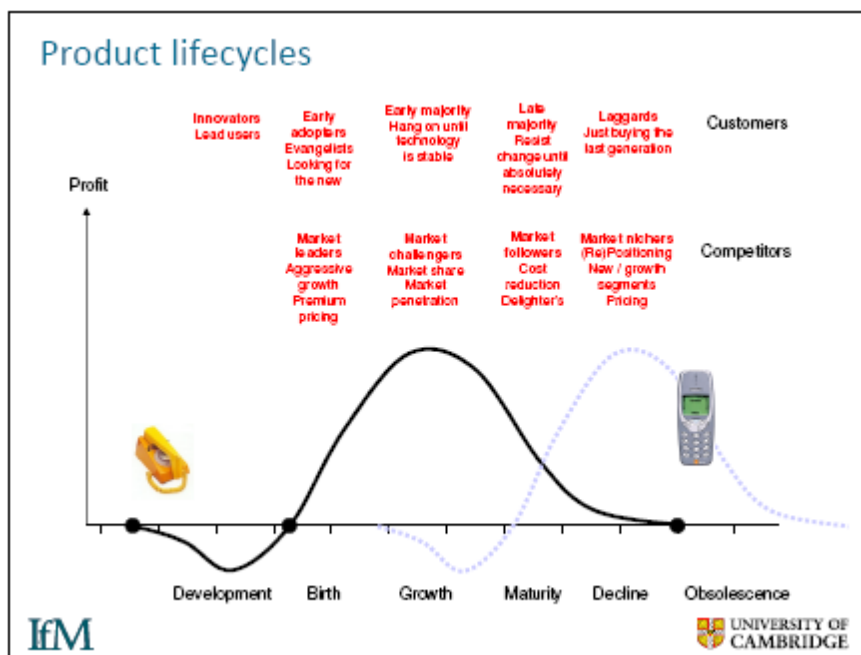 Product lifecycles
Innovators
Lead users
Early
adopters
Evangelists
Looking for
the new
Early majority
Hang on until
technology
is stable
Late
majority
Resist
change until
absolutely
necessary
Laggards
Just buying the
last generation
Customers
Profit
Market
leaders
Aggressive
growth
Premium
pricing
Market
challengers
Market share
Market
penetration
Market
followers
Cost
reduction
Delighter's
Market nichers
(Re)Positioning
New / growth
segments
Pricing
Competitors
Development
Birth
Growth
Maturity
Decline
Obsolescence
IfM
UNIVERSITY OF
CAMBRIDGE